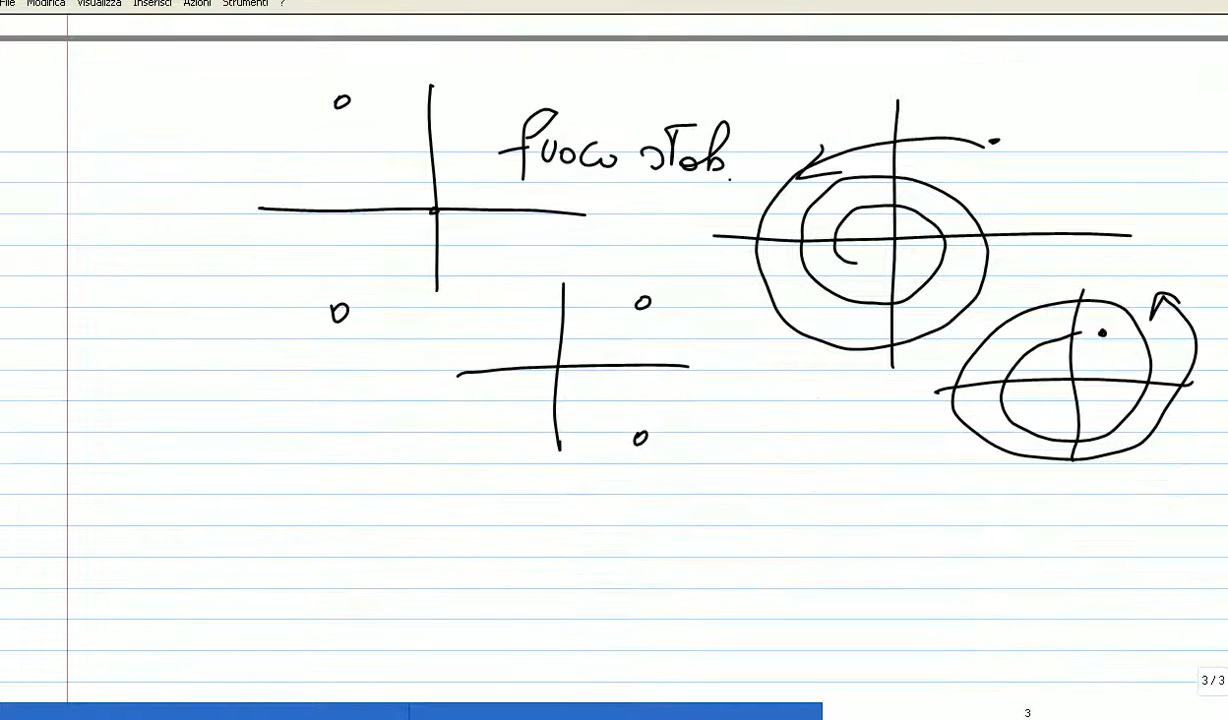 File Modifica Visualizza Inserisci Azioni Strumenti ?
fuoco stab.
3 / 3
3